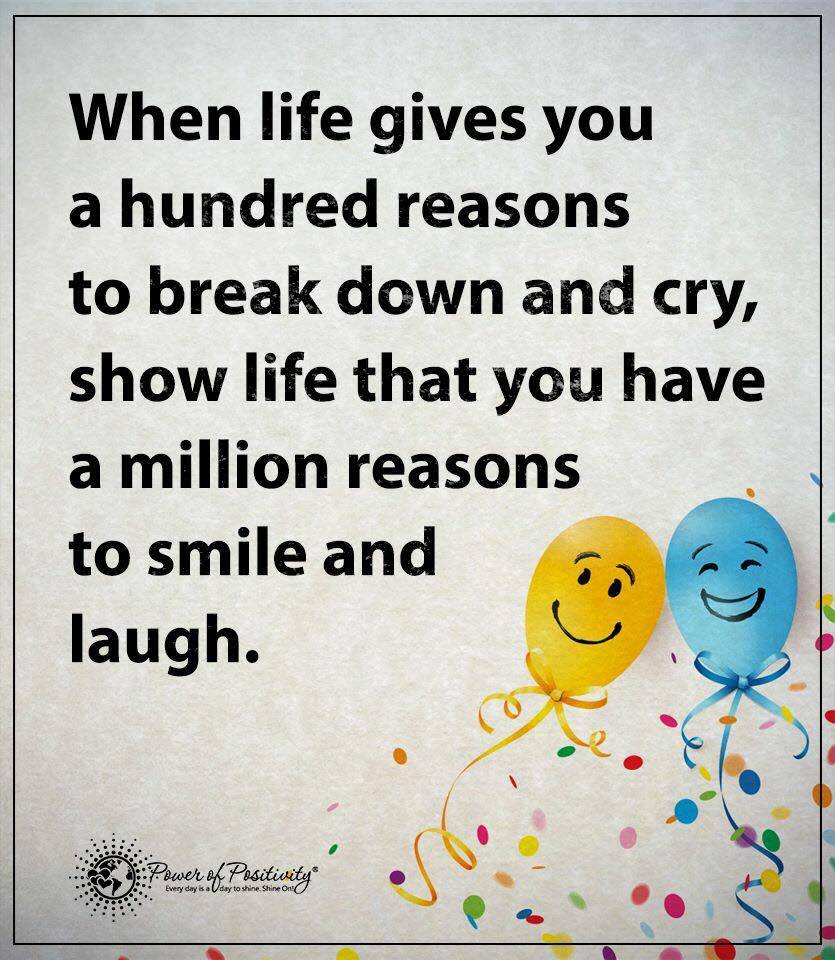 When life gives you
a hundred reasons
to break down and cry,
show life that you have
a million reasons
to smile and
laugh.
Power of Positivity®
Every day is a day to shine. Shine On!